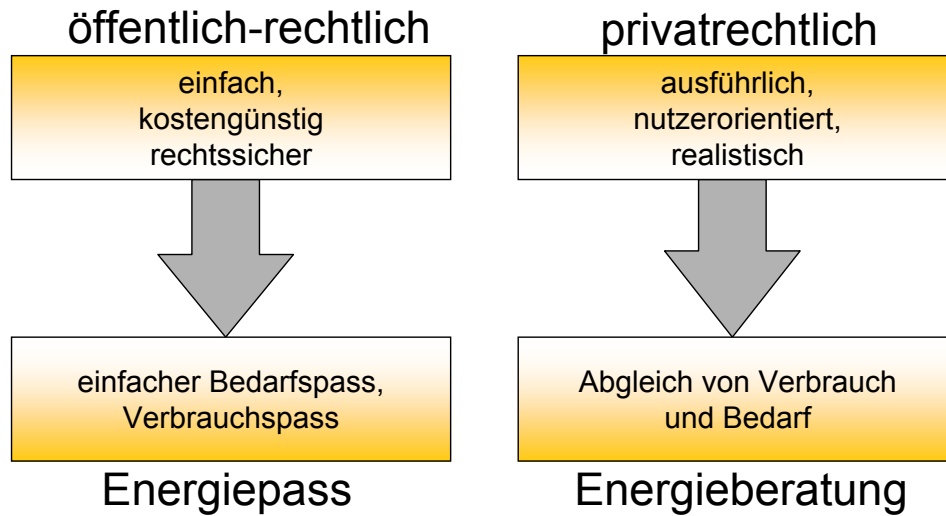 öffentlich-rechtlich
einfach,
kostengünstig
rechtssicher
einfacher Bedarfspass,
Verbrauchspass
Energiepass
privatrechtlich
ausführlich,
nutzerorientiert,
realistisch
Abgleich von Verbrauch
und Bedarf
Energieberatung